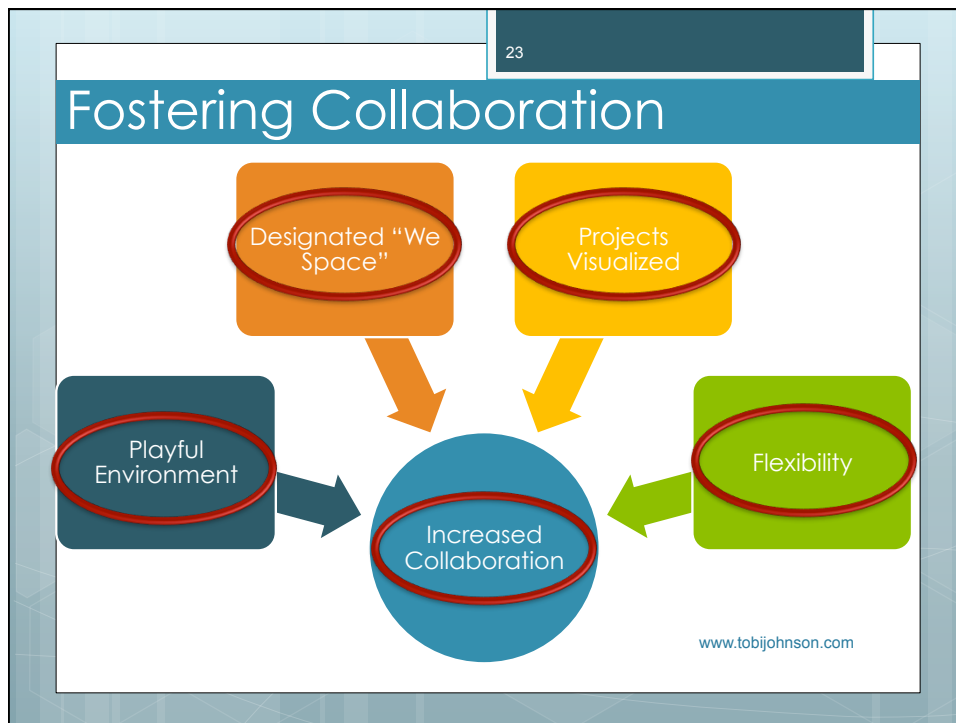 23
Fostering Collaboration
Designated “We
Space”
Projects
Visualized
Playful
Environment
Flexibility
Increased
Collaboration
www.tobijohnson.com